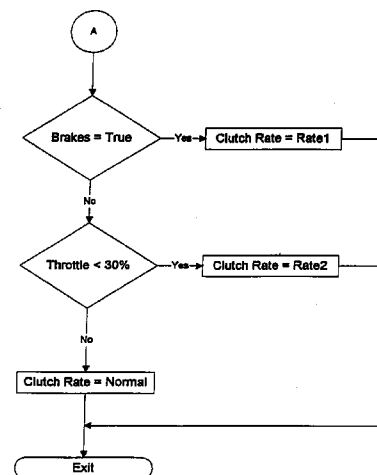 A
Brakes = True
Yes
Clutch Rate = Rate1
No
Throttle < 30%
Yes
Clutch Rate = Rate2
No
Clutch Rate = Normal
Exit